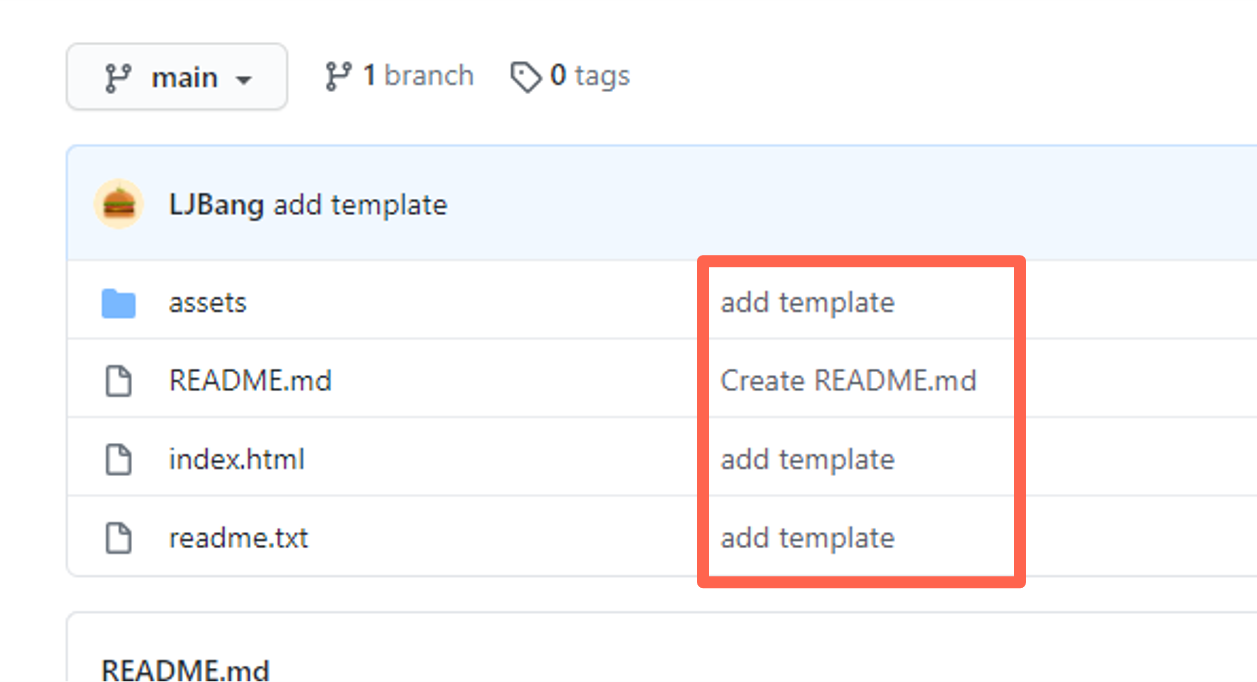 main 1 branch 0 tags
LJBang add template
assets add template
README.md Create README.md
index.html add template
readme.txt add template
README.md